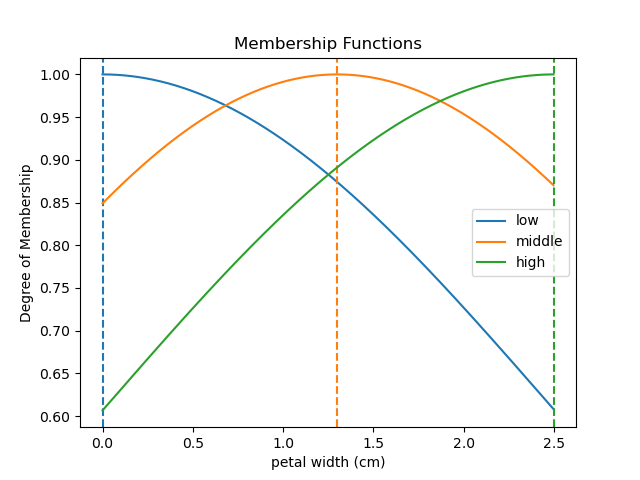 Membership Functions
Degree of Membership
1.00
0.95
0.90
0.85
0.80
0.75
0.70
0.65
0.60
low
middle
high
0.0 0.5 1.0 1.5 2.0 2.5
petal width (cm)